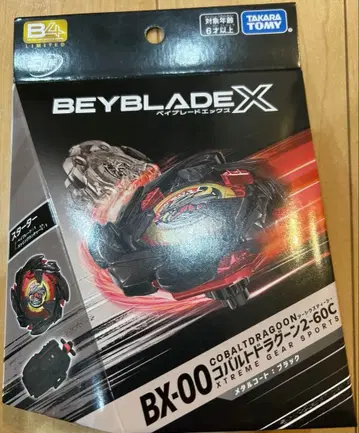 B4
LIMITED
対象年齢
6才以上
TAKARA
TOMY
BEYBLADE X
ベイブレードエックス
スターター
BX-00
COBALTDRAGOON
コバルトドラグーン2-60C
XTREME GEAR SPORTS
メタルコート：ブラック